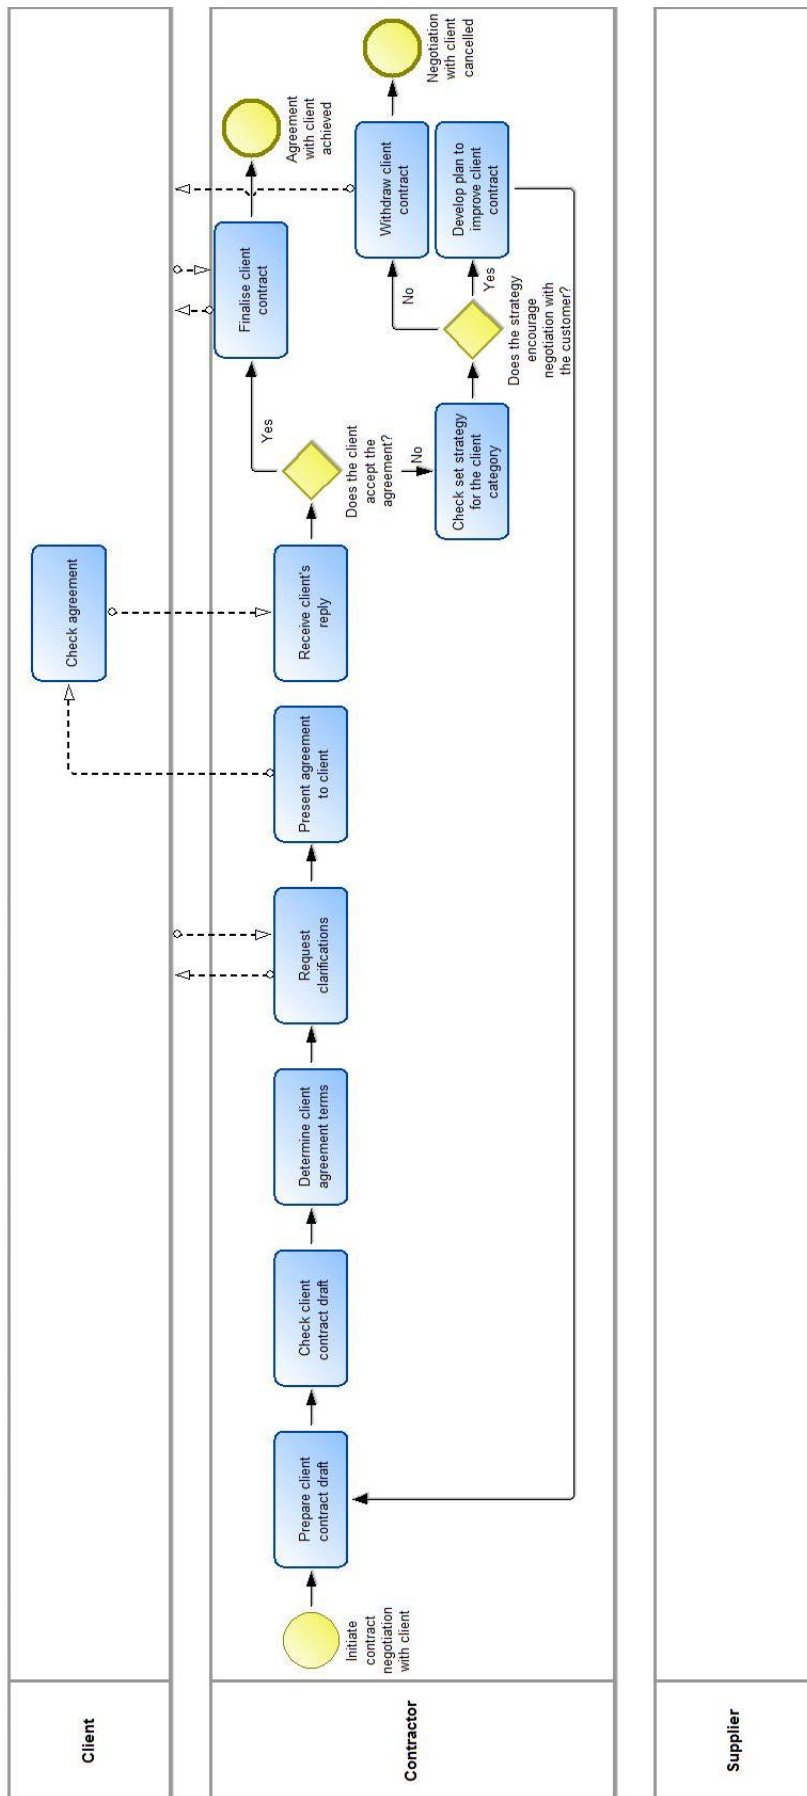 Client
Check agreement
Contractor
Initiate
contract
negotiation
with client
Prepare client
contract draft
Check client
contract draft
Determine client
agreement terms
Request
clarifications
Present agreement
to client
Receive client's
reply
Does the client
accept the
agreement?
Yes
Finalise client
contract
Agreement
with client
achieved
No
Check set strategy
for the client
category
Does the strategy
encourage
negotiation with
the customer?
No
Withdraw client
contract
Negotiation
with client
cancelled
Yes
Develop plan to
improve client
contract
Supplier